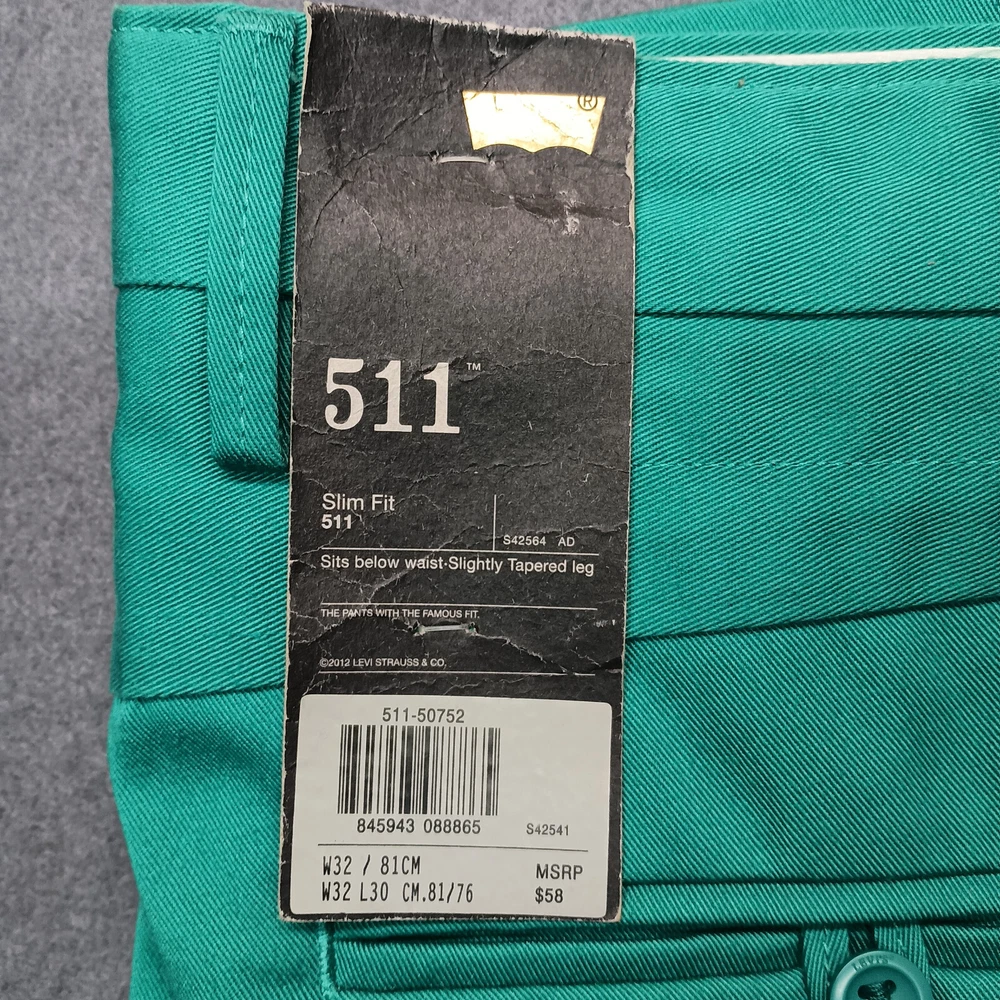 L ®
511™
Slim Fit
511
S42564 AD
Sits below waist·Slightly Tapered leg
THE PANTS WITH THE FAMOUS FIT.
©2012 LEVI STRAUSS & CO.
511-50752
845943 088865
S42541
W32 / 81CM
W32 L30 CM.81/76
MSRP
$58
LEVI'S